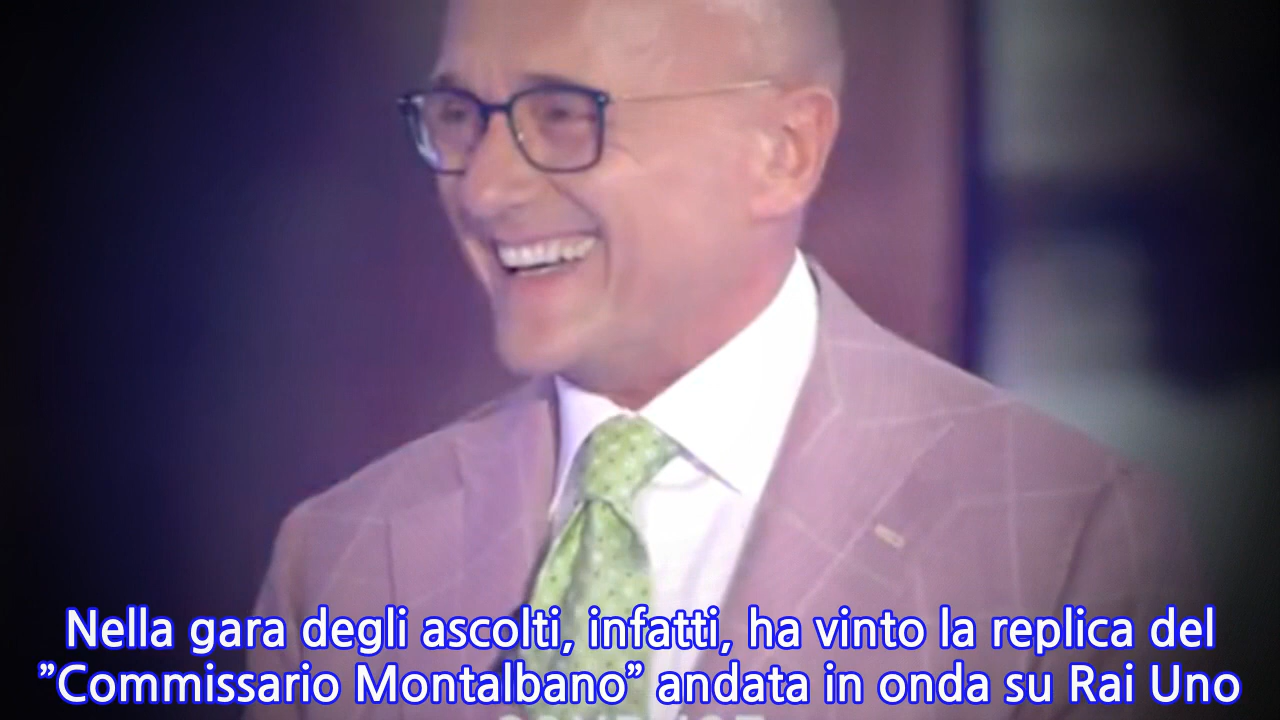 Nella gara degli ascolti, infatti, ha vinto la replica del
”Commissario Montalbano” andata in onda su Rai Uno